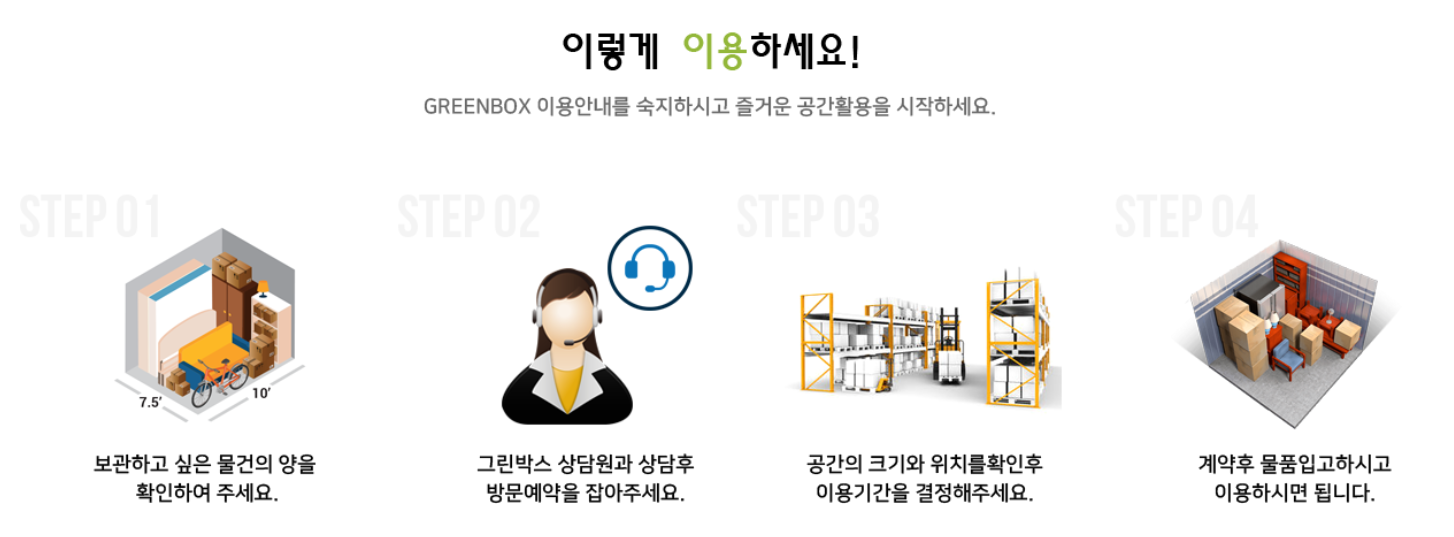 이렇게 이용하세요!
GREENBOX 이용안내를 숙지하시고 즐거운 공간활용을 시작하세요.
STEP 01
7.5′
10′
보관하고 싶은 물건의 양을
확인하여 주세요.
STEP 02
그린박스 상담원과 상담후
방문예약을 잡아주세요.
STEP 03
공간의 크기와 위치를확인후
이용기간을 결정해주세요.
STEP 04
계약후 물품입고하시고
이용하시면 됩니다.